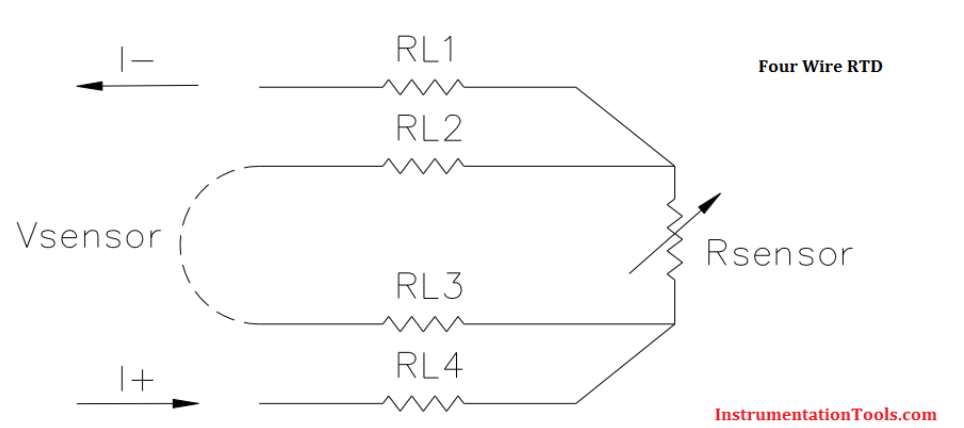 I−
RL1
Four Wire RTD
RL2
Vsensor
Rsensor
RL3
RL4
I+
InstrumentationTools.com